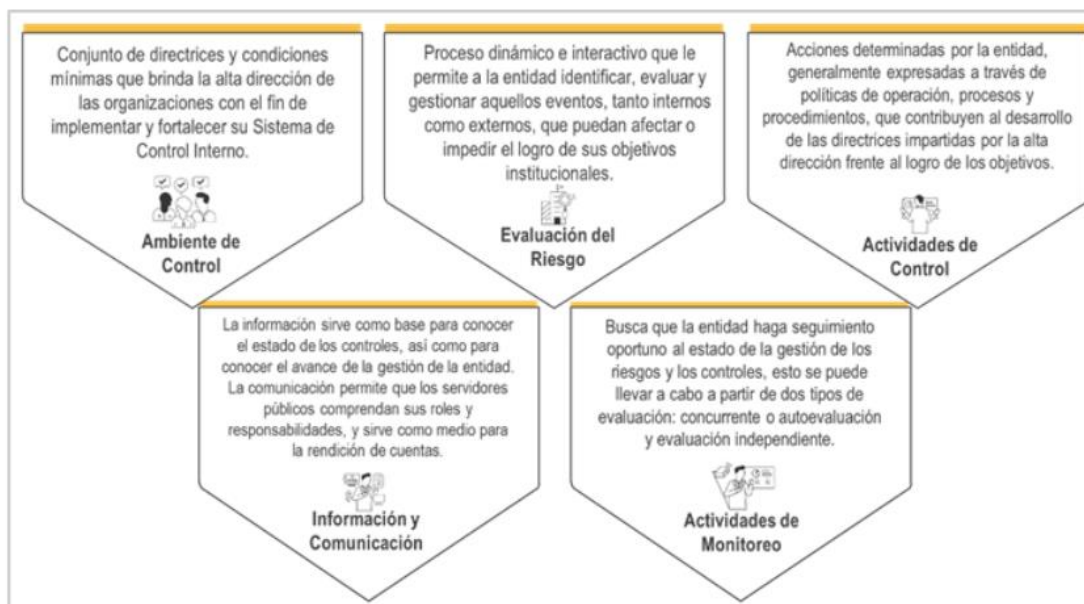 Conjunto de directrices y condiciones
mínimas que brinda la alta dirección de
las organizaciones con el fin de
implementar y fortalecer su Sistema de
Control Interno.
Ambiente de
Control
Proceso dinámico e interactivo que le
permite a la entidad identificar, evaluar y
gestionar aquellos eventos, tanto internos
como externos, que puedan afectar o
impedir el logro de sus objetivos
institucionales.
Evaluación del
Riesgo
Acciones determinadas por la entidad,
generalmente expresadas a través de
políticas de operación, procesos y
procedimientos, que contribuyen al desarrollo
de las directrices impartidas por la alta
dirección frente al logro de los objetivos.
Actividades de
Control
La información sirve como base para conocer
el estado de los controles, así como para
conocer el avance de la gestión de la entidad.
La comunicación permite que los servidores
públicos comprendan sus roles y
responsabilidades, y sirve como medio para
la rendición de cuentas.
Información y
Comunicación
Busca que la entidad haga seguimiento
oportuno al estado de la gestión de los
riesgos y los controles, esto se puede
llevar a cabo a partir de dos tipos de
evaluación: concurrente o autoevaluación
y evaluación independiente.
Actividades de
Monitoreo